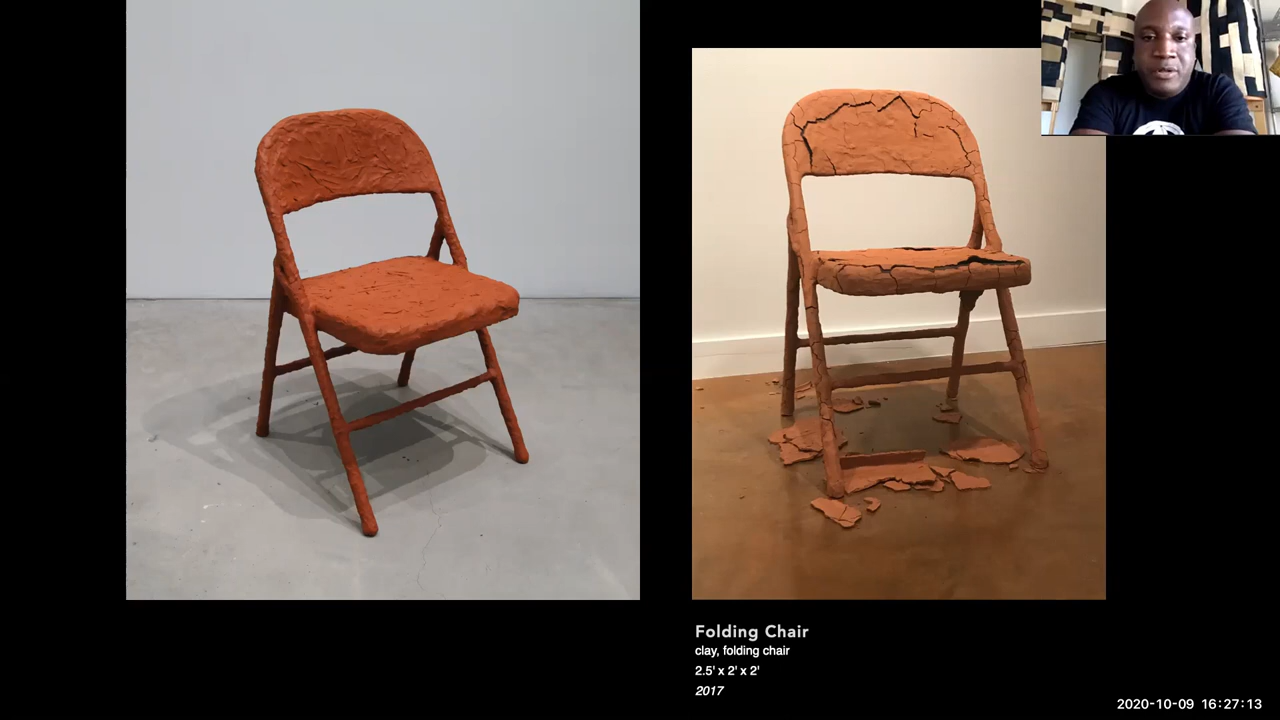 Folding Chair
clay, folding chair
2.5' x 2' x 2'
2017
2020-10-09 16:27:13